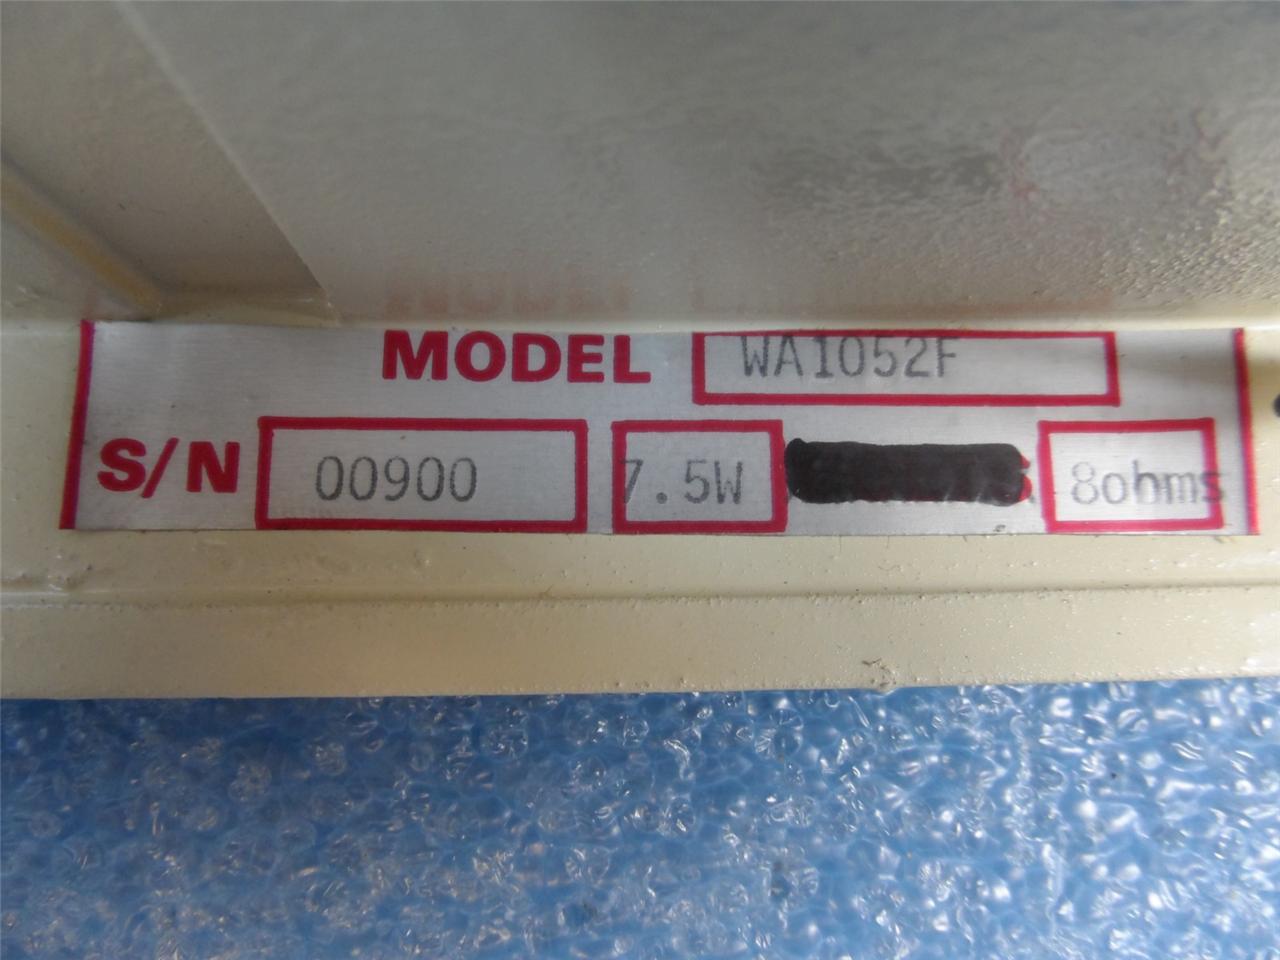 MODEL WA1052F
S/N 00900 7.5W 8ohms